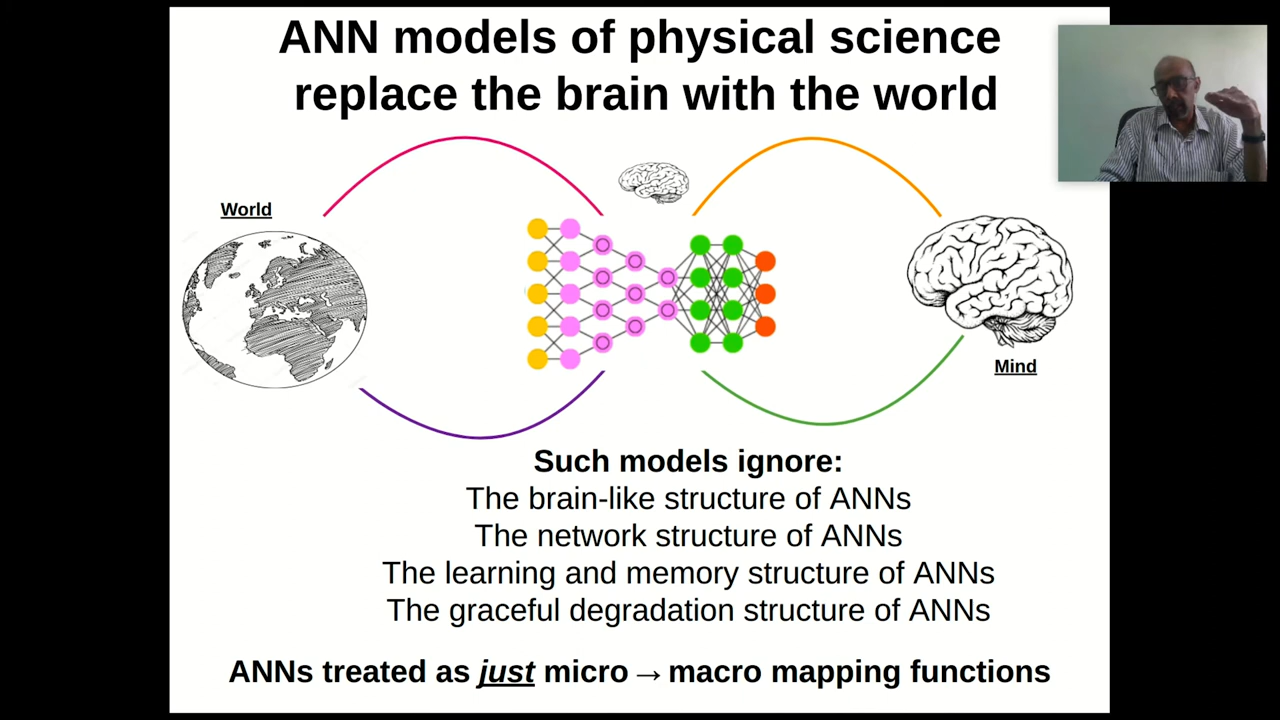 ANN models of physical science
replace the brain with the world
World
Mind
Such models ignore:
The brain-like structure of ANNs
The network structure of ANNs
The learning and memory structure of ANNs
The graceful degradation structure of ANNs
ANNs treated as just micro→macro mapping functions